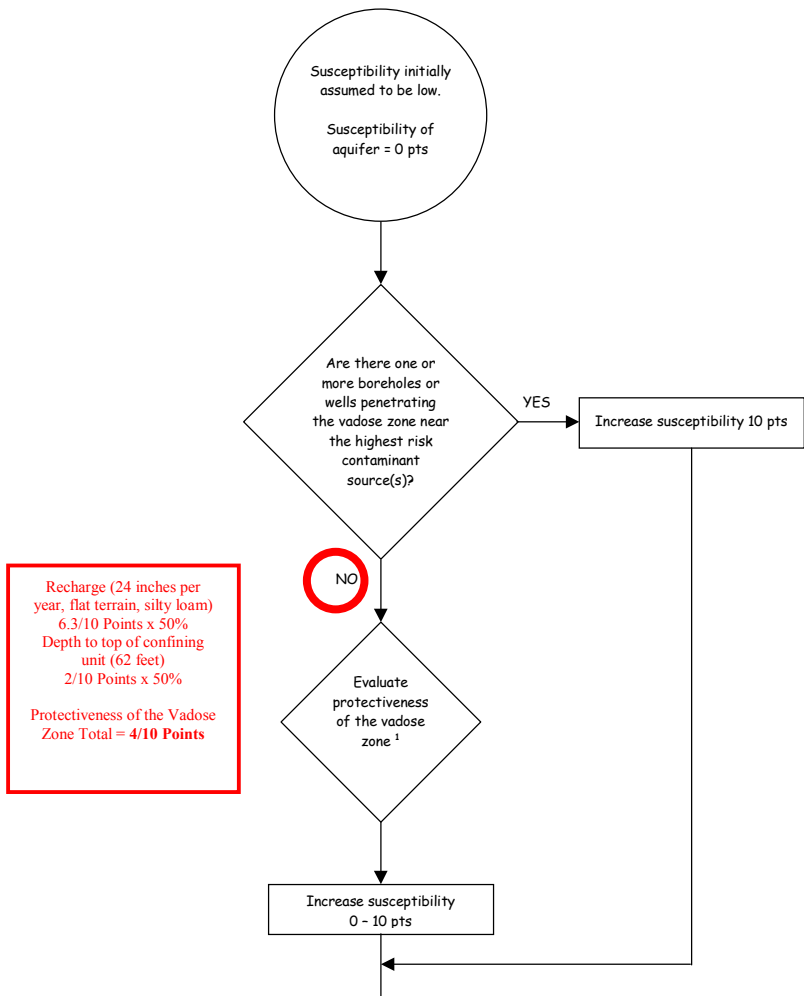 Susceptibility initially
assumed to be low.
Susceptibility of
aquifer = 0 pts
Are there one or
more boreholes or
wells penetrating
the vadose zone near
the highest risk
contaminant
source(s)?
YES
Increase susceptibility 10 pts
NO
Recharge (24 inches per
year, flat terrain, silty loam)
6.3/10 Points x 50%
Depth to top of confining
unit (62 feet)
2/10 Points x 50%
Protectiveness of the Vadose
Zone Total = 4/10 Points
Evaluate
protectiveness
of the vadose
zone ¹
Increase susceptibility
0 – 10 pts